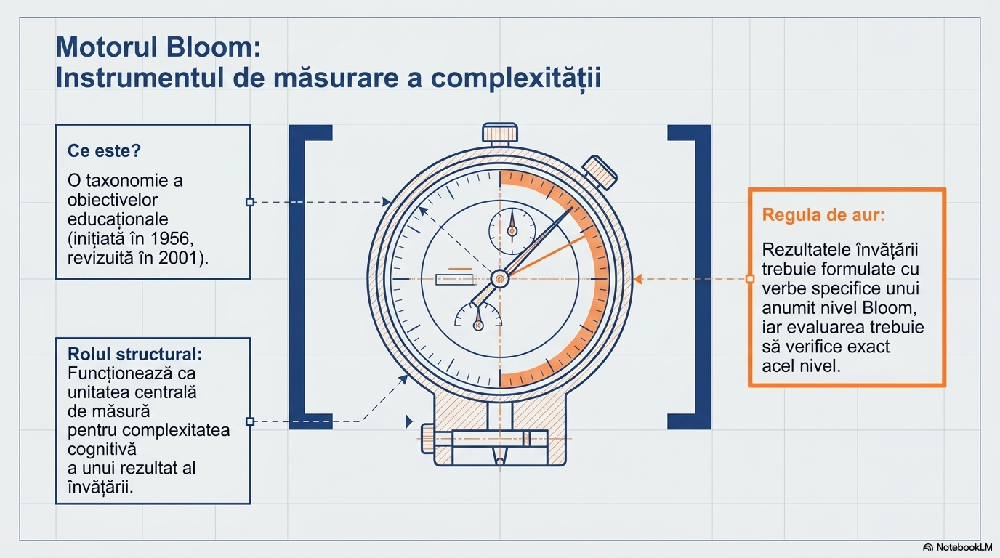 Motorul Bloom:
Instrumentul de măsurare a complexității
Ce este?
O taxonomie a
obiectivelor
educaționale
(inițiată în 1956,
revizuită în 2001).
Rolul structural:
Funcționează ca
unitatea centrală
de măsură
pentru complexitatea
cognitivă
a unui rezultat al
învățării.
Regula de aur:
Rezultatele învățării
trebuie formulate cu
verbe specifice unui
anumit nivel Bloom,
iar evaluarea trebuie
să verifice exact
acel nivel.
NotebookLM